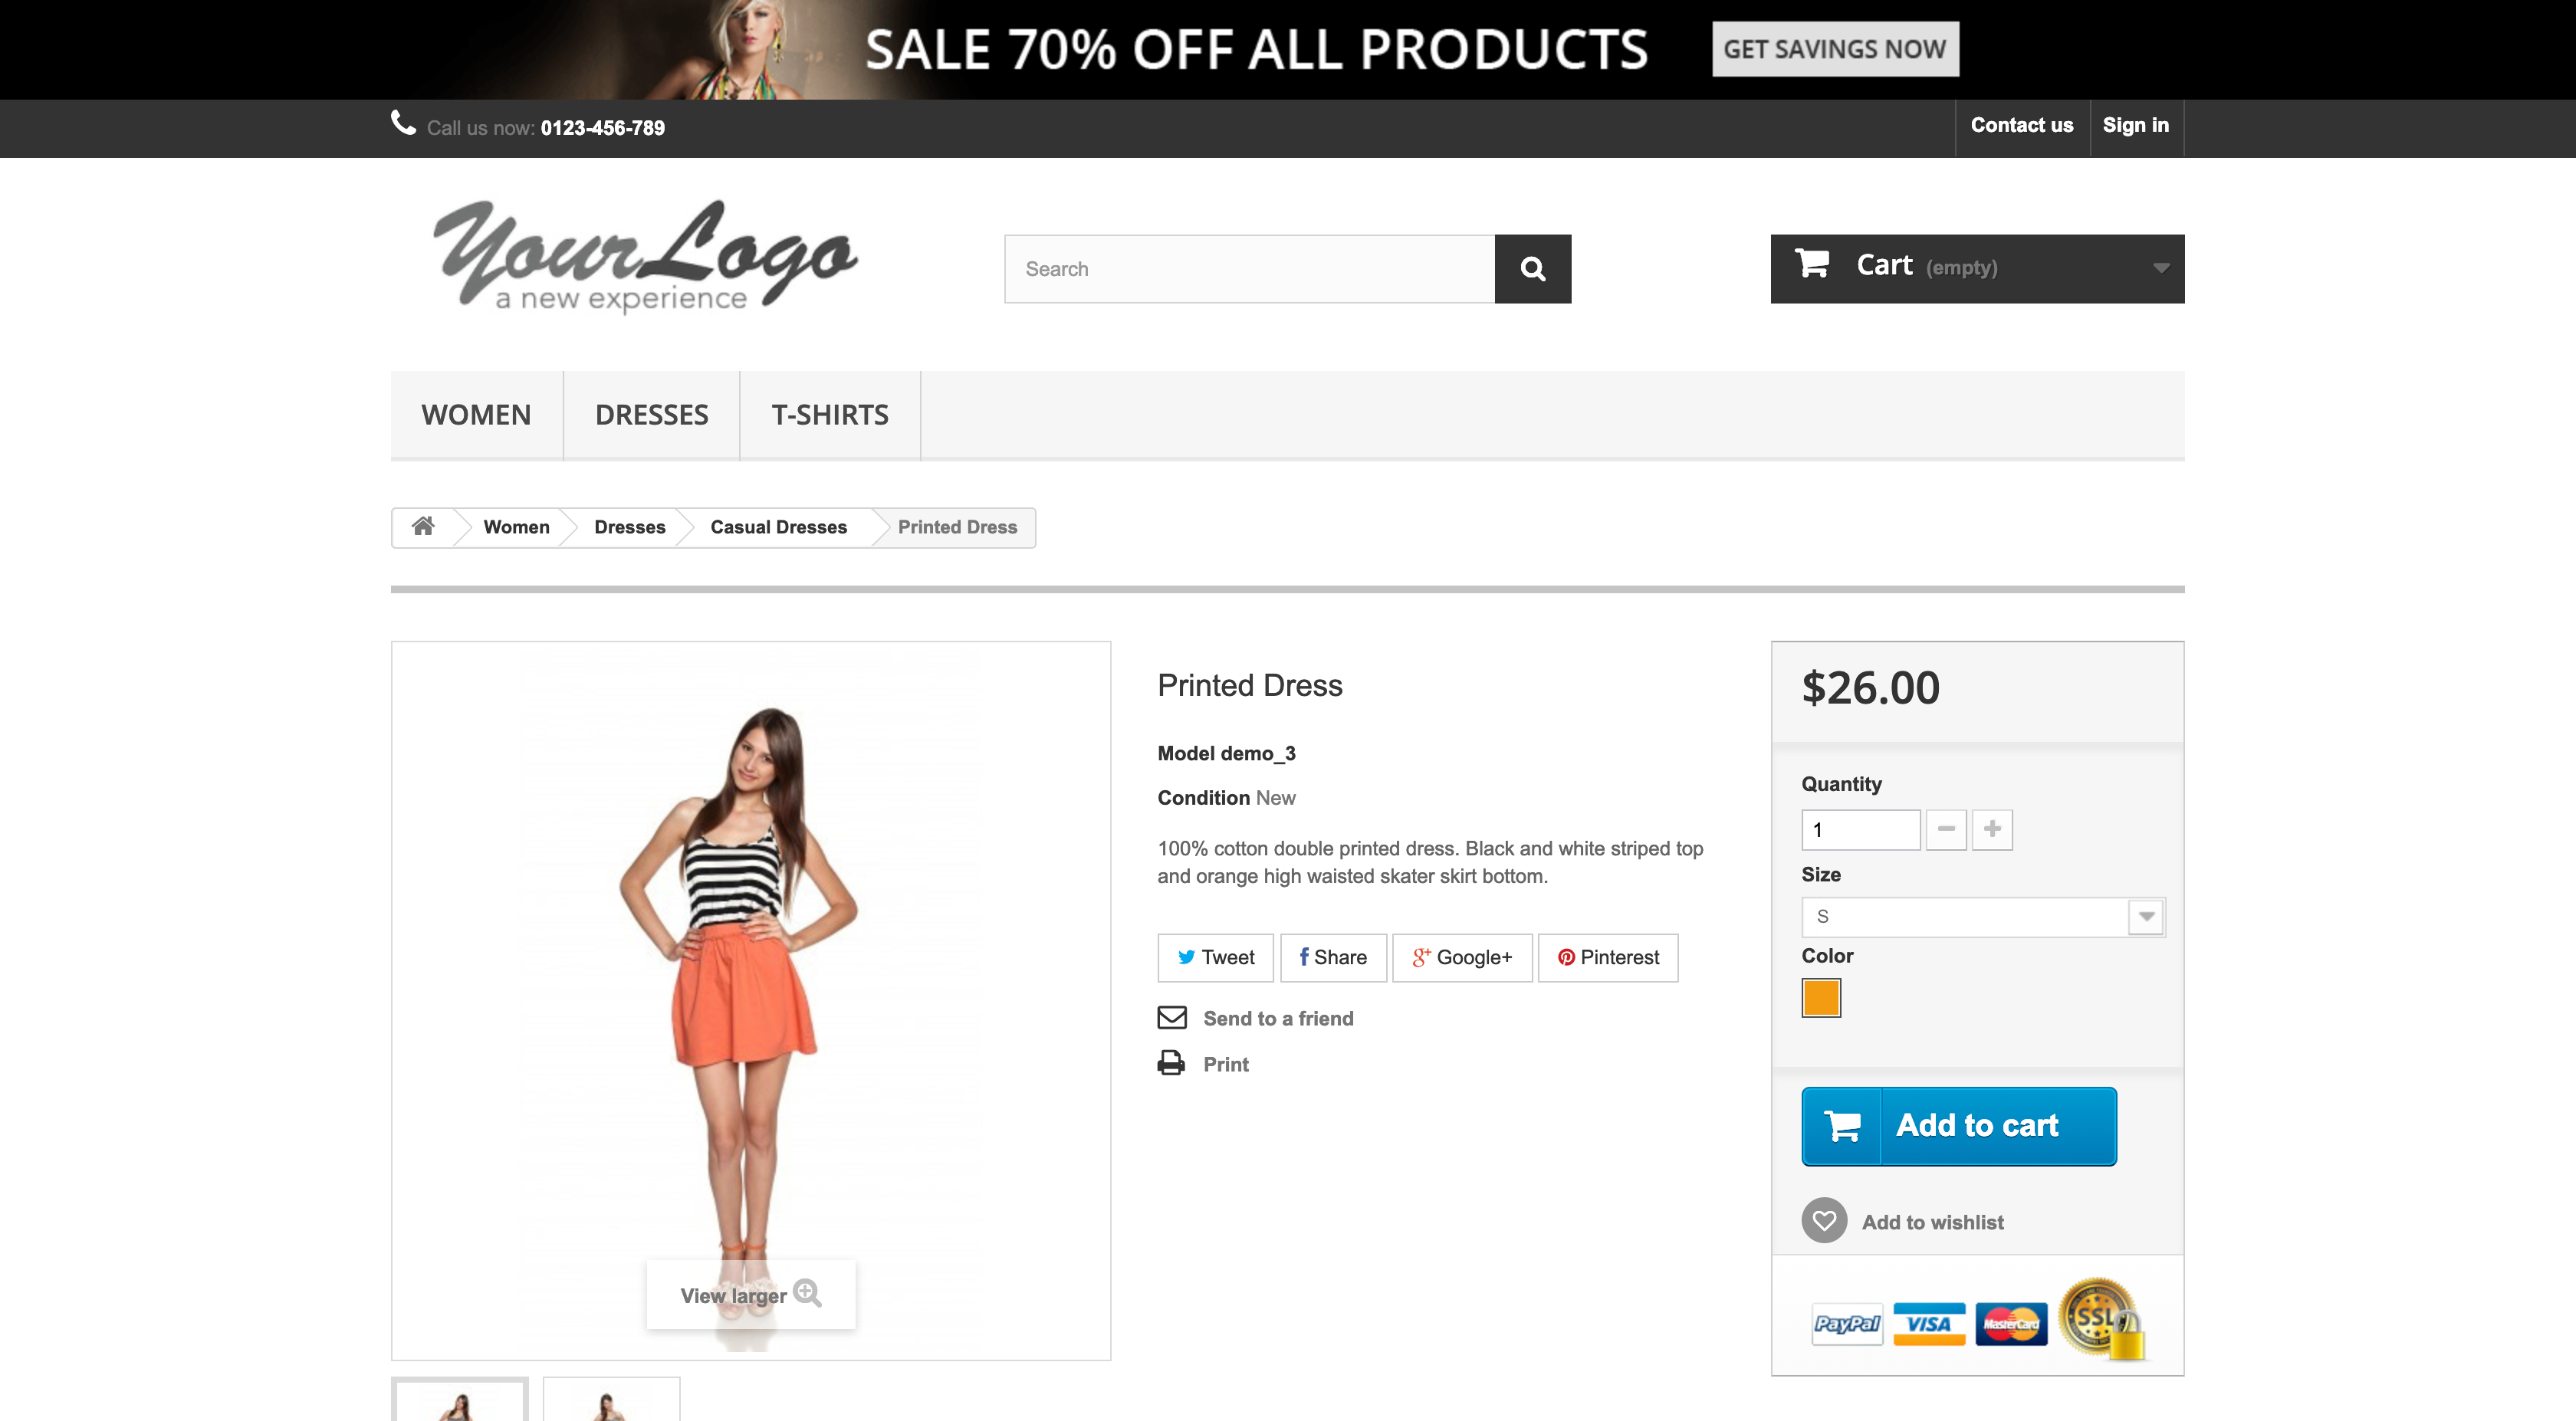 SALE 70% OFF ALL PRODUCTS
GET SAVINGS NOW
Call us now: 0123-456-789
Contact us
Sign in
Your Logo
a new experience
Search
Cart (empty)
WOMEN
DRESSES
T-SHIRTS
Women
Dresses
Casual Dresses
Printed Dress
Printed Dress
Model demo_3
Condition New
100% cotton double printed dress. Black and white striped top
and orange high waisted skater skirt bottom.
Tweet
Share
Google+
Pinterest
Send to a friend
Print
View larger
$26.00
Quantity
1
Size
S
Color
Add to cart
Add to wishlist
PayPal
VISA
MasterCard
SSL